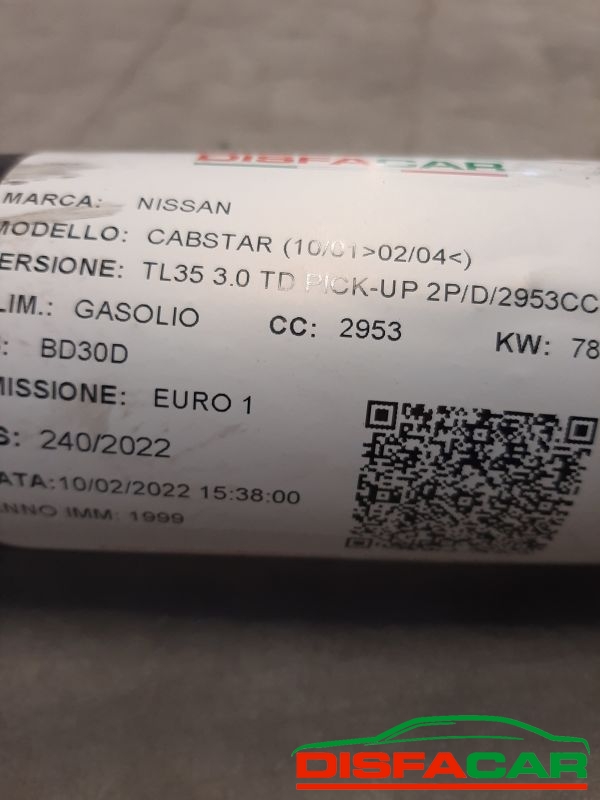 DISFACAR
MARCA: NISSAN
MODELLO: CABSTAR (10/01>02/04<)
ERSIONE: TL35 3.0 TD PICK-UP 2P/D/2953CC
LIM.: GASOLIO CC: 2953 KW: 78
: BD30D
MISSIONE: EURO 1
S: 240/2022
ATA:10/02/2022 15:38:00
ANNO IMM: 1999
DISFACAR